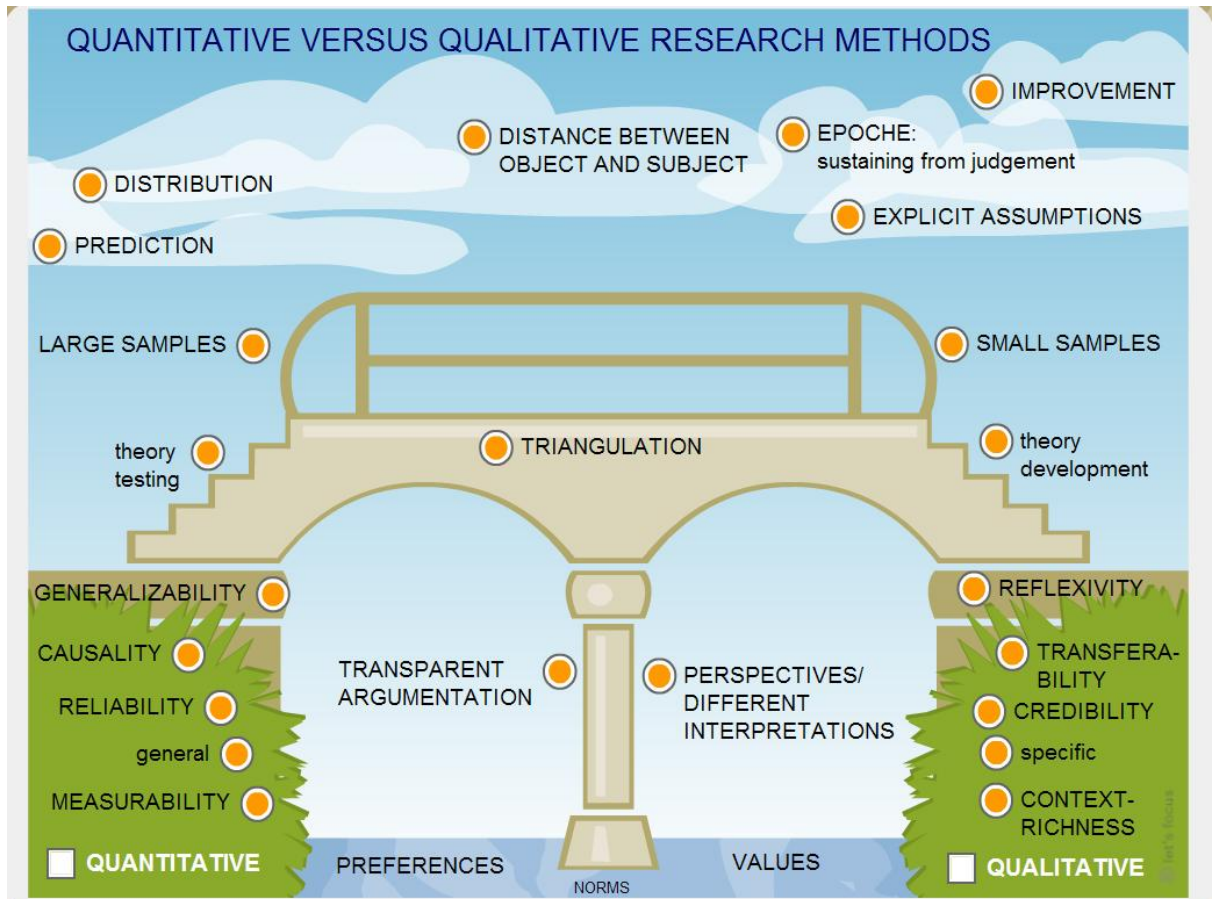 QUANTITATIVE VERSUS QUALITATIVE RESEARCH METHODS
IMPROVEMENT
DISTANCE BETWEEN
OBJECT AND SUBJECT
EPOCHE:
sustaining from judgement
DISTRIBUTION
EXPLICIT ASSUMPTIONS
PREDICTION
LARGE SAMPLES
SMALL SAMPLES
theory
testing
TRIANGULATION
theory
development
GENERALIZABILITY
REFLEXIVITY
CAUSALITY
TRANSPARENT
ARGUMENTATION
PERSPECTIVES/
DIFFERENT
INTERPRETATIONS
TRANSFERA-
BILITY
RELIABILITY
CREDIBILITY
general
specific
MEASURABILITY
CONTEXT-
RICHNESS
QUANTITATIVE
PREFERENCES
NORMS
VALUES
QUALITATIVE
© let's focus